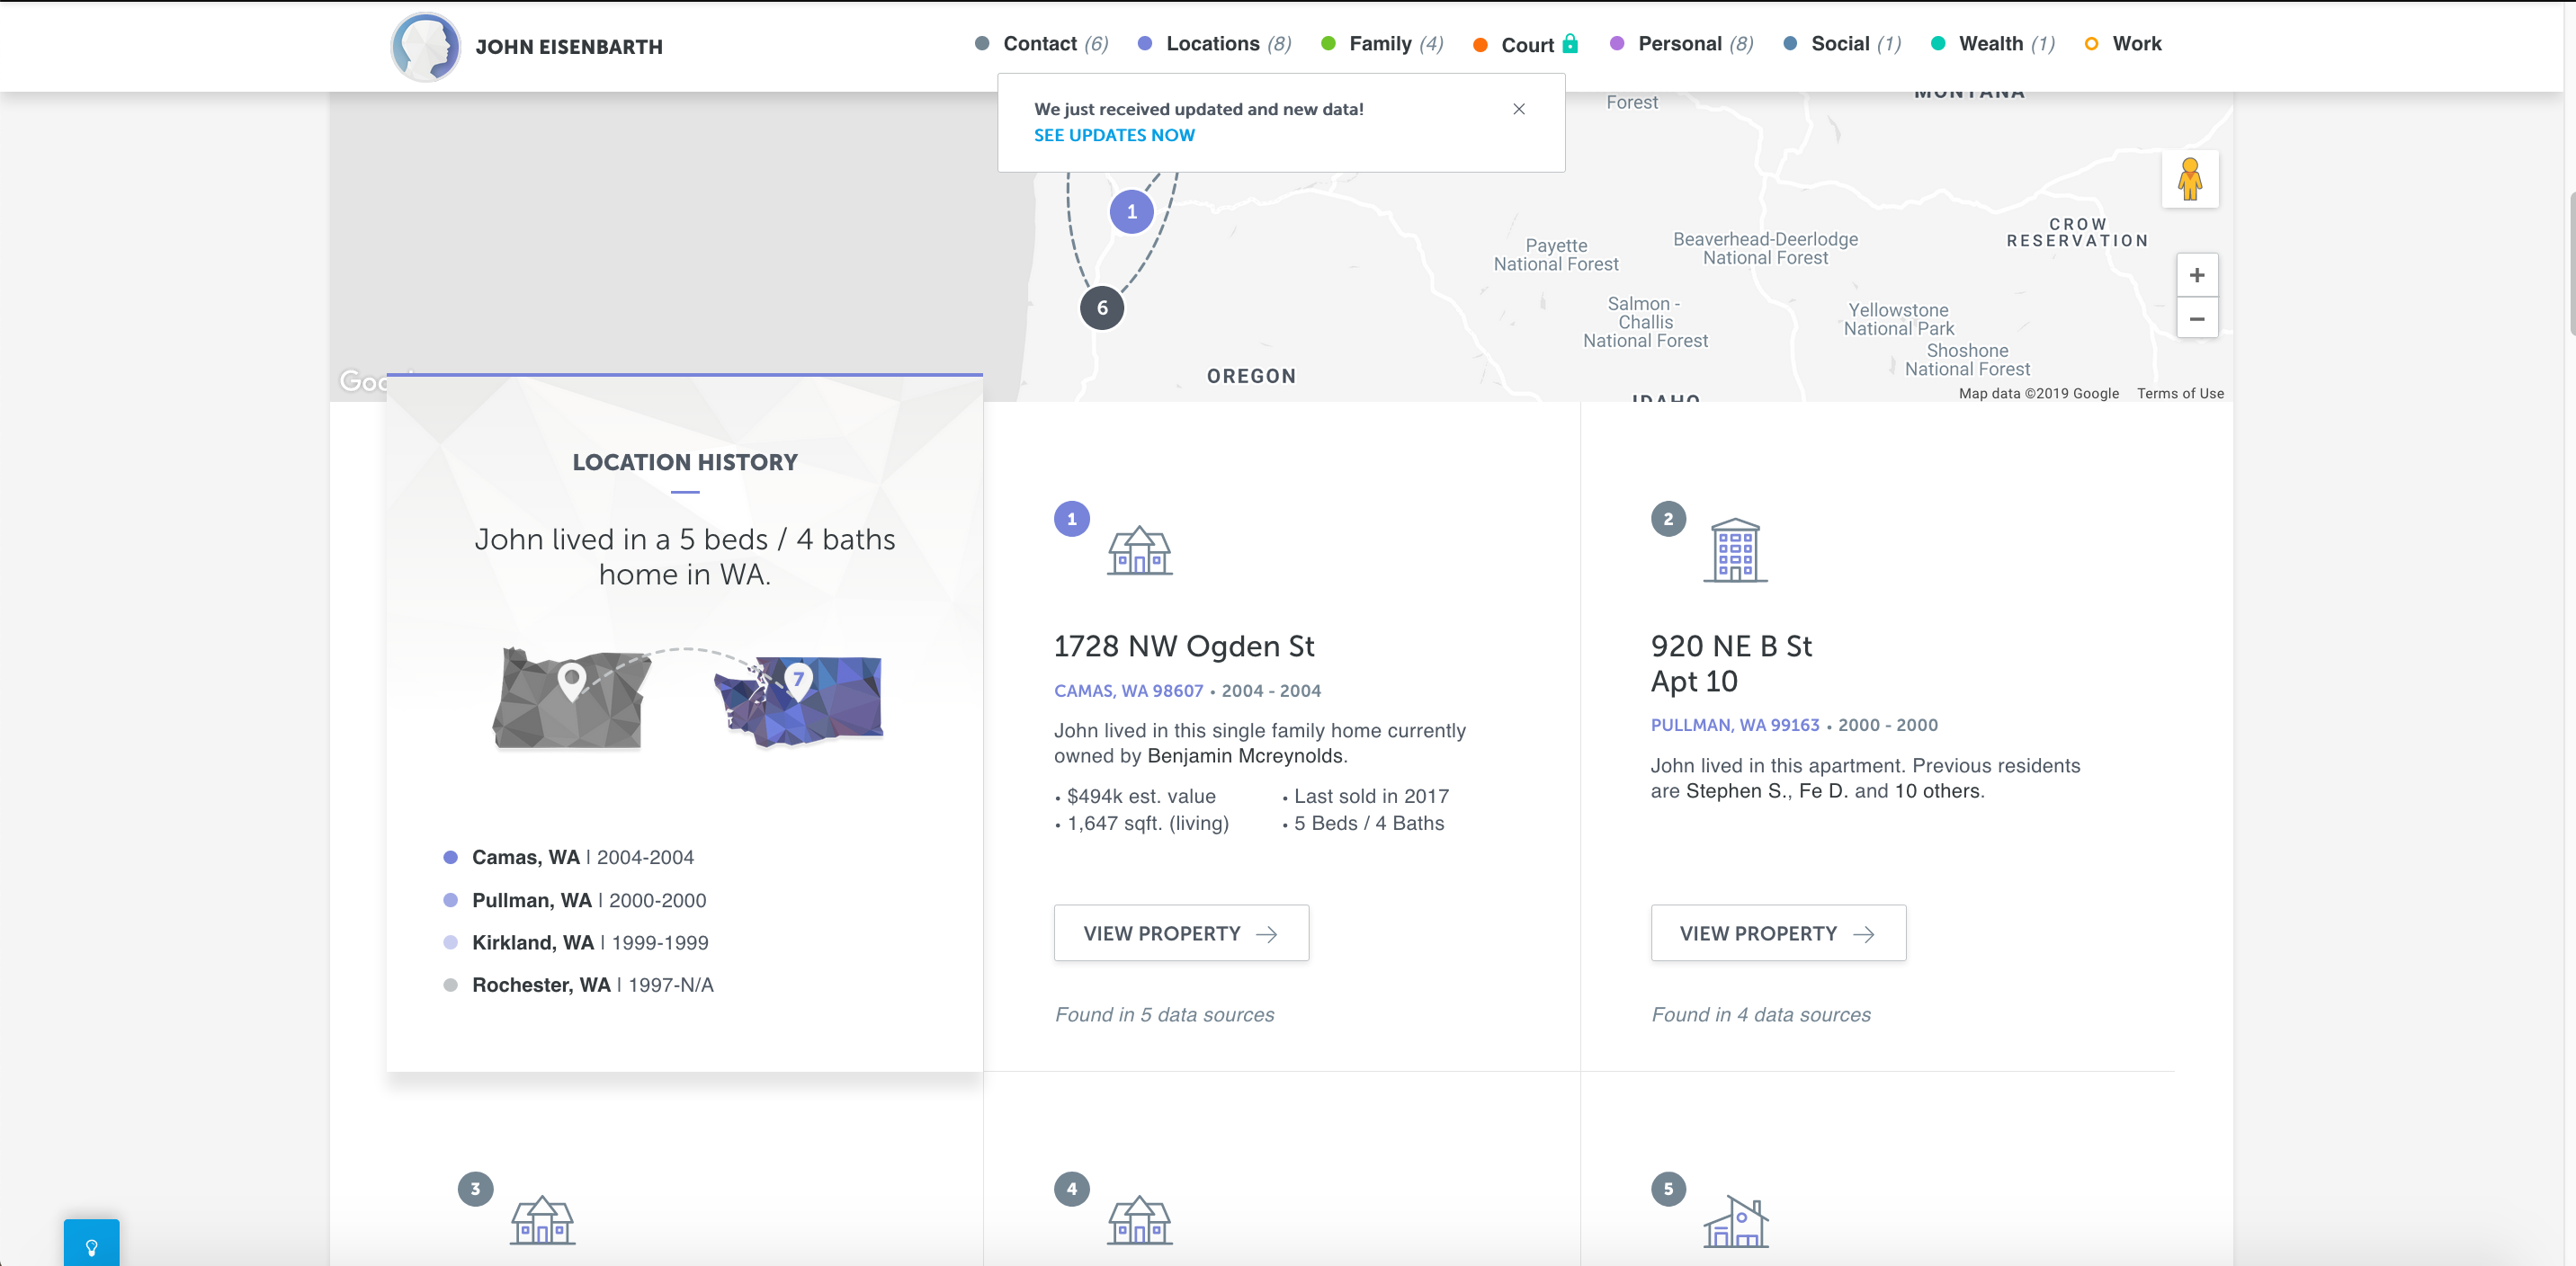 JOHN EISENBARTH
Contact (6)
Locations (8)
Family (4)
Court
Personal (8)
Social (1)
Wealth (1)
Work
We just received updated and new data!
SEE UPDATES NOW
Forest
MONTANA
1
6
CROW
RESERVATION
Payette
National Forest
Beaverhead-Deerlodge
National Forest
Salmon -
Challis
National Forest
Yellowstone
National Park
Shoshone
National Forest
OREGON
IDAHO
+
−
Map data ©2019 Google
Terms of Use
LOCATION HISTORY
John lived in a 5 beds / 4 baths
home in WA.
7
• Camas, WA | 2004-2004
• Pullman, WA | 2000-2000
• Kirkland, WA | 1999-1999
• Rochester, WA | 1997-N/A
1
1728 NW Ogden St
CAMAS, WA 98607 • 2004 - 2004
John lived in this single family home currently
owned by Benjamin Mcreynolds.
• $494k est. value
• Last sold in 2017
• 1,647 sqft. (living)
• 5 Beds / 4 Baths
VIEW PROPERTY →
Found in 5 data sources
2
920 NE B St
Apt 10
PULLMAN, WA 99163 • 2000 - 2000
John lived in this apartment. Previous residents
are Stephen S., Fe D. and 10 others.
VIEW PROPERTY →
Found in 4 data sources
3
4
5